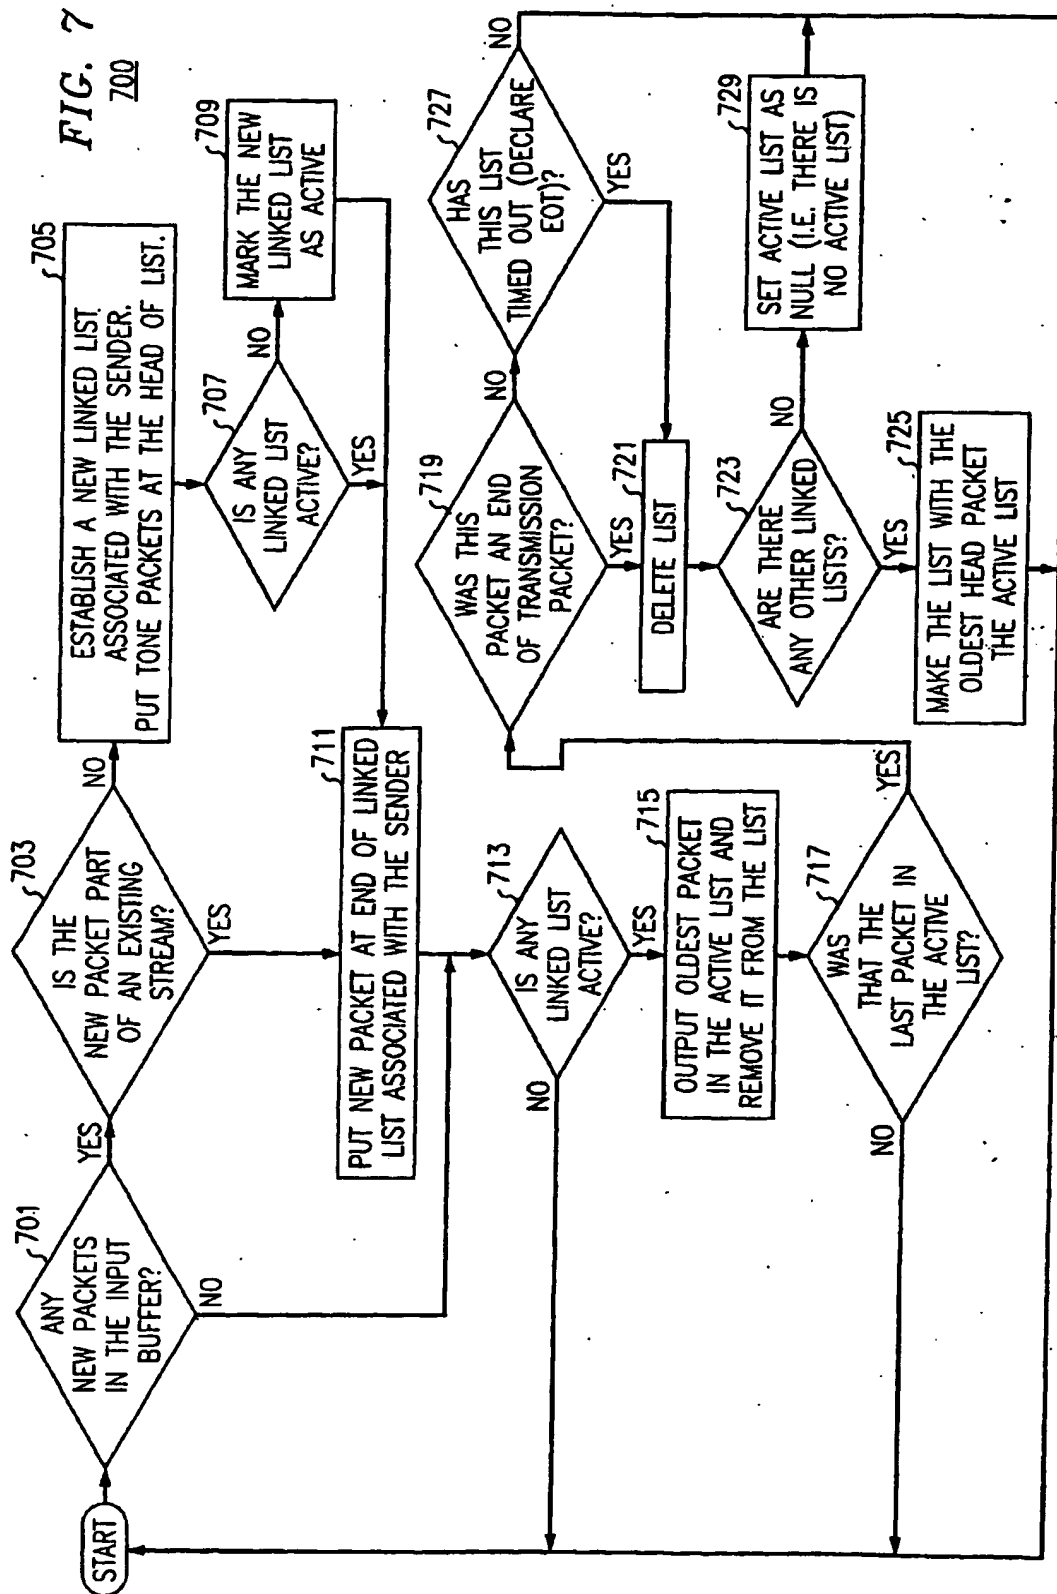 FIG. 7
700
START
701
ANY
NEW PACKETS
IN THE INPUT
BUFFER?
YES
NO
703
IS THE
NEW PACKET PART
OF AN EXISTING
STREAM?
NO
YES
705
ESTABLISH A NEW LINKED LIST.
ASSOCIATED WITH THE SENDER.
PUT TONE PACKETS AT THE HEAD OF LIST.
707
IS ANY
LINKED LIST
ACTIVE?
NO
YES
709
MARK THE NEW
LINKED LIST
AS ACTIVE
711
PUT NEW PACKET AT END OF LINKED
LIST ASSOCIATED WITH THE SENDER
713
IS ANY
LINKED LIST
ACTIVE?
NO
YES
715
OUTPUT OLDEST PACKET
IN THE ACTIVE LIST AND
REMOVE IT FROM THE LIST
717
WAS
THAT THE
LAST PACKET IN
THE ACTIVE
LIST?
NO
YES
719
WAS THIS
PACKET AN END
OF TRANSMISSION
PACKET?
NO
YES
721
DELETE LIST
723
ARE THERE
ANY OTHER LINKED
LISTS?
NO
YES
725
MAKE THE LIST WITH THE
OLDEST HEAD PACKET
THE ACTIVE LIST
727
HAS
THIS LIST
TIMED OUT (DECLARE
EOT)?
NO
YES
729
SET ACTIVE LIST AS
NULL (I.E. THERE IS
NO ACTIVE LIST)